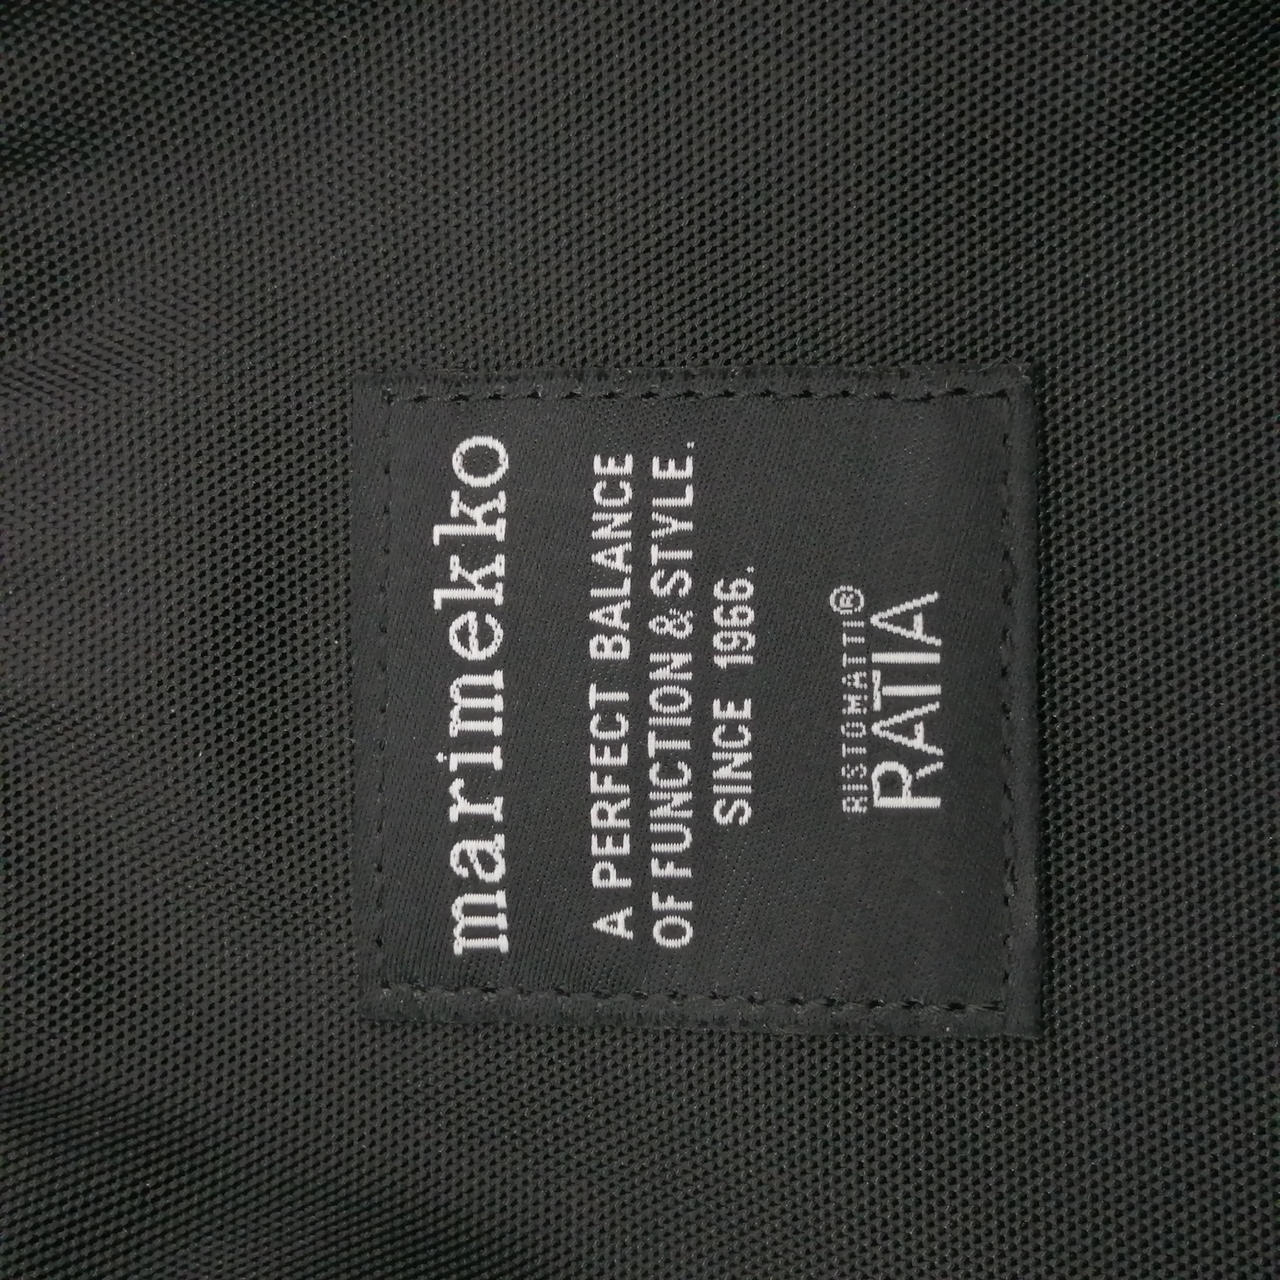 marimekko
A PERFECT BALANCE
OF FUNCTION & STYLE.
SINCE 1966.
RISTOMATTI®
RATIA